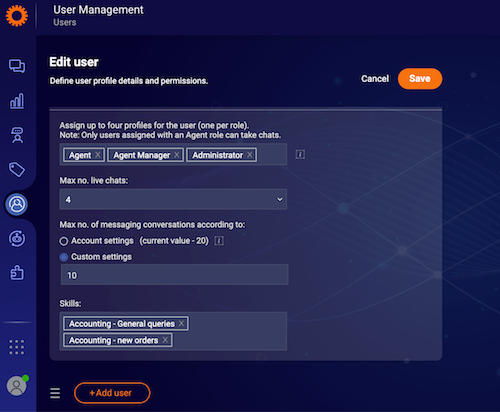 User Management
Users
Edit user
Define user profile details and permissions.
Cancel
Save
Assign up to four profiles for the user (one per role).
Note: Only users assigned with an Agent role can take chats.
Agent X Agent Manager X Administrator X i
Max no. live chats:
4
Max no. of messaging conversations according to:
Account settings (current value - 20) i
Custom settings
10
Skills:
Accounting - General queries X
Accounting - new orders X
+Add user